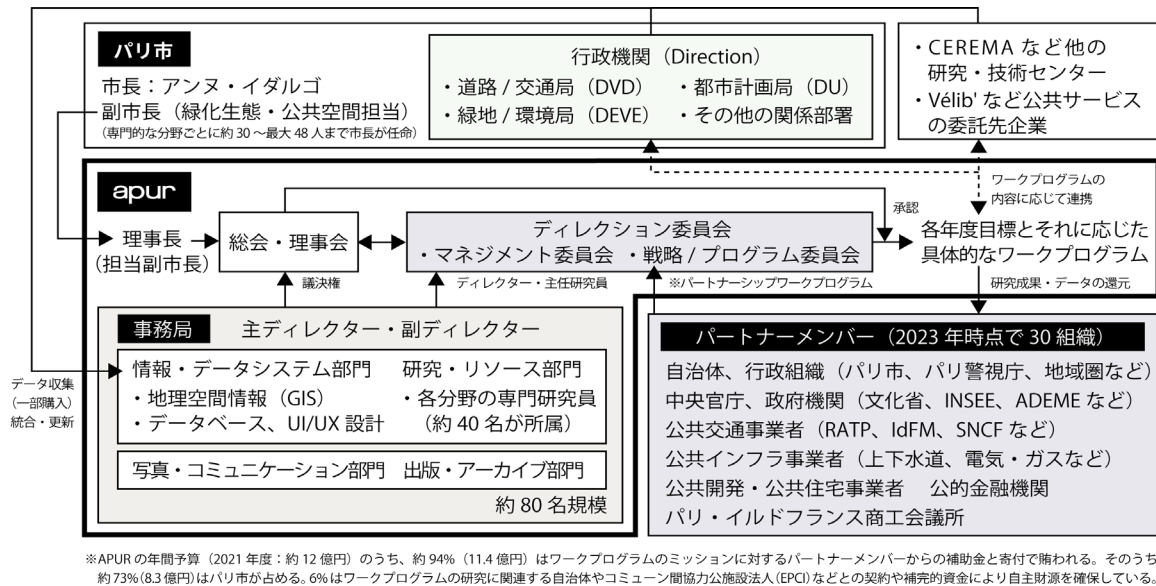 パリ市
市長：アンヌ・イダルゴ
副市長（緑化生態・公共空間担当）
（専門的な分野ごとに約 30 ～最大 48 人まで市長が任命）
行政機関（Direction）
・道路 / 交通局（DVD）
・都市計画局（DU）
・緑地 / 環境局（DEVE）
・その他の関係部署
・CEREMA など他の
研究・技術センター
・Vélib' など公共サービス
の委託先企業
apur
理事長
（担当副市長）
総会・理事会
ディレクション委員会
・マネジメント委員会 ・戦略 / プログラム委員会
承認
ワークプログラムの
内容に応じて連携
各年度目標とそれに応じた
具体的なワークプログラム
議決権
ディレクター・主任研究員
※パートナーシップワークプログラム
研究成果・データの還元
事務局
主ディレクター・副ディレクター
情報・データシステム部門
・地理空間情報（GIS）
・データベース、UI/UX 設計
研究・リソース部門
・各分野の専門研究員
（約 40 名が所属）
写真・コミュニケーション部門 出版・アーカイブ部門
約 80 名規模
データ収集
（一部購入）
統合・更新
パートナーメンバー（2023 年時点で 30 組織）
自治体、行政組織（パリ市、パリ警視庁、地域圏など）
中央官庁、政府機関（文化省、INSEE、ADEME など）
公共交通事業者（RATP、IdFM、SNCF など）
公共インフラ事業者（上下水道、電気・ガスなど）
公共開発・公共住宅事業者 公的金融機関
パリ・イルドフランス商工会議所
※APUR の年間予算（2021 年度：約 12 億円）のうち、約 94%（11.4 億円）はワークプログラムのミッションに対するパートナーメンバーからの補助金と寄付で賄われる。そのうち
約 73%（8.3 億円）はパリ市が占める。6% はワークプログラムの研究に関連する自治体やコミューン間協力公施設法人（EPCI）などとの契約や補完的資金により自主財源を確保している。